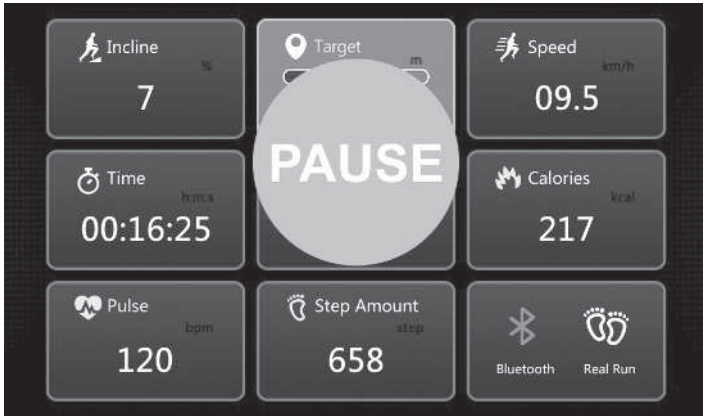 Incline
%
7
Target
m
Speed
km/h
09.5
Time
h:m:s
00:16:25
PAUSE
Calories
kcal
217
Pulse
bpm
120
Step Amount
step
658
Bluetooth
Real Run